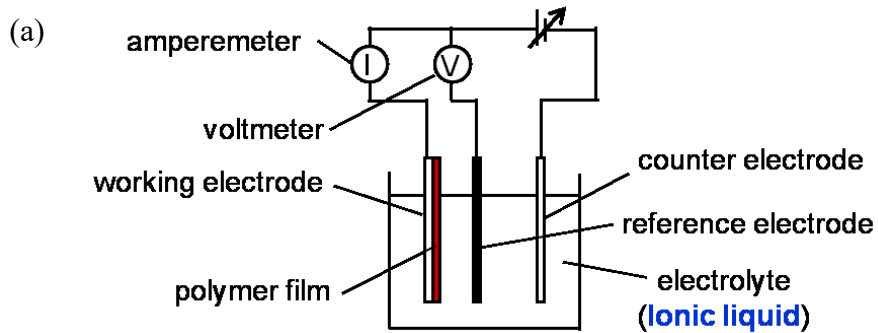 (a)
amperemeter
I
V
voltmeter
working electrode
counter electrode
reference electrode
polymer film
electrolyte
(Ionic liquid)